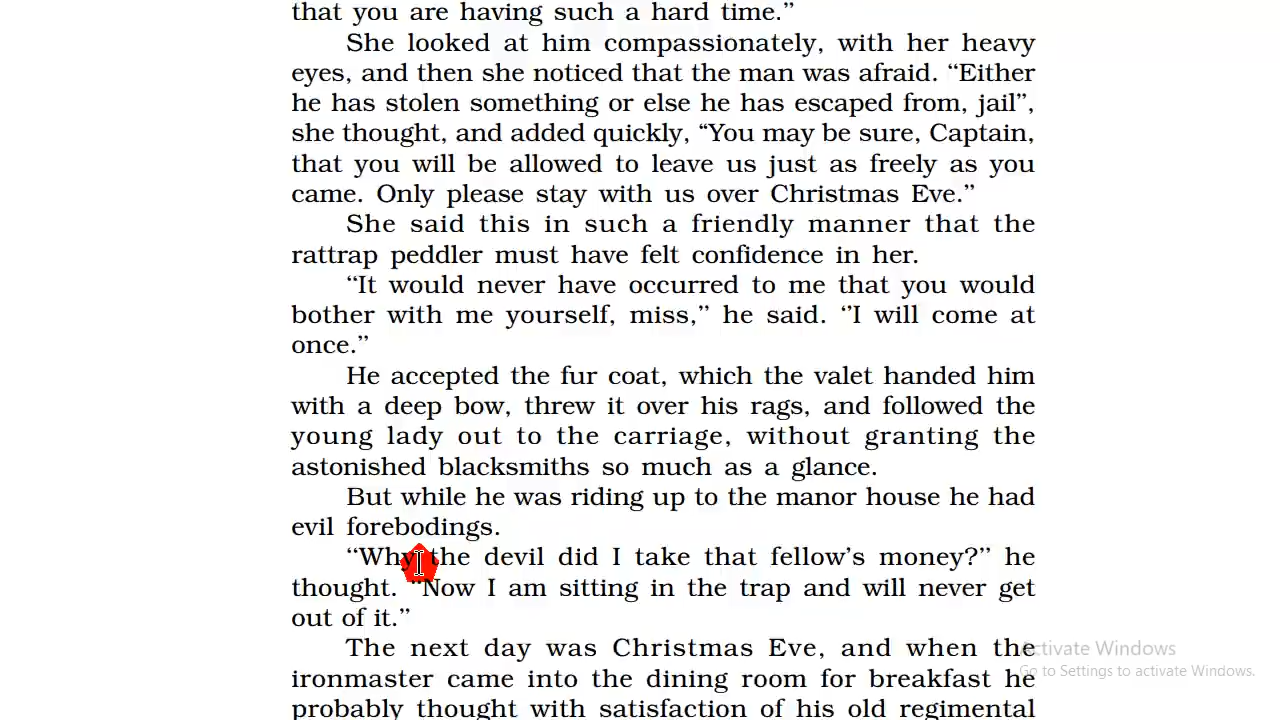 that you are having such a hard time.”
She looked at him compassionately, with her heavy
eyes, and then she noticed that the man was afraid. “Either
he has stolen something or else he has escaped from, jail”,
she thought, and added quickly, “You may be sure, Captain,
that you will be allowed to leave us just as freely as you
came. Only please stay with us over Christmas Eve.”
She said this in such a friendly manner that the
rattrap peddler must have felt confidence in her.
“It would never have occurred to me that you would
bother with me yourself, miss,” he said. ‘’I will come at
once.”
He accepted the fur coat, which the valet handed him
with a deep bow, threw it over his rags, and followed the
young lady out to the carriage, without granting the
astonished blacksmiths so much as a glance.
But while he was riding up to the manor house he had
evil forebodings.
“Why the devil did I take that fellow’s money?” he
thought. “Now I am sitting in the trap and will never get
out of it.”
The next day was Christmas Eve, and when the
ironmaster came into the dining room for breakfast he
probably thought with satisfaction of his old regimental
Activate Windows
Go to Settings to activate Windows.